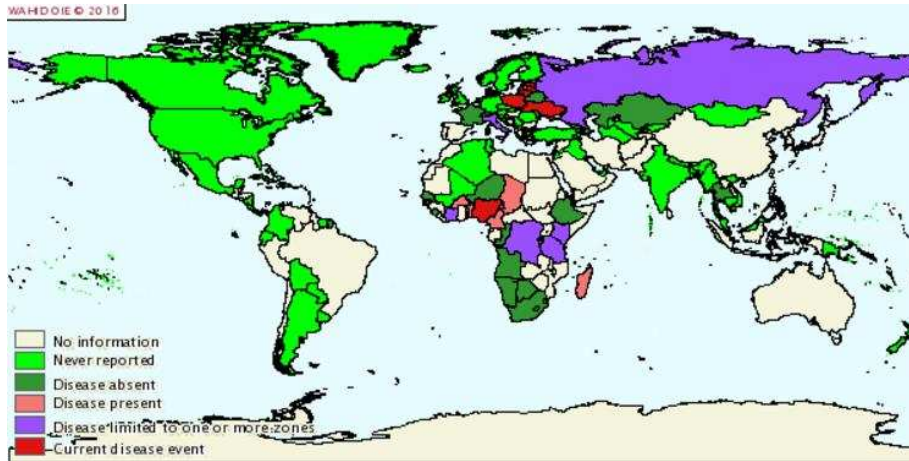 WAHID OIE © 2016
No information
Never reported
Disease absent
Disease present
Disease limited to one or more zones
Current disease event